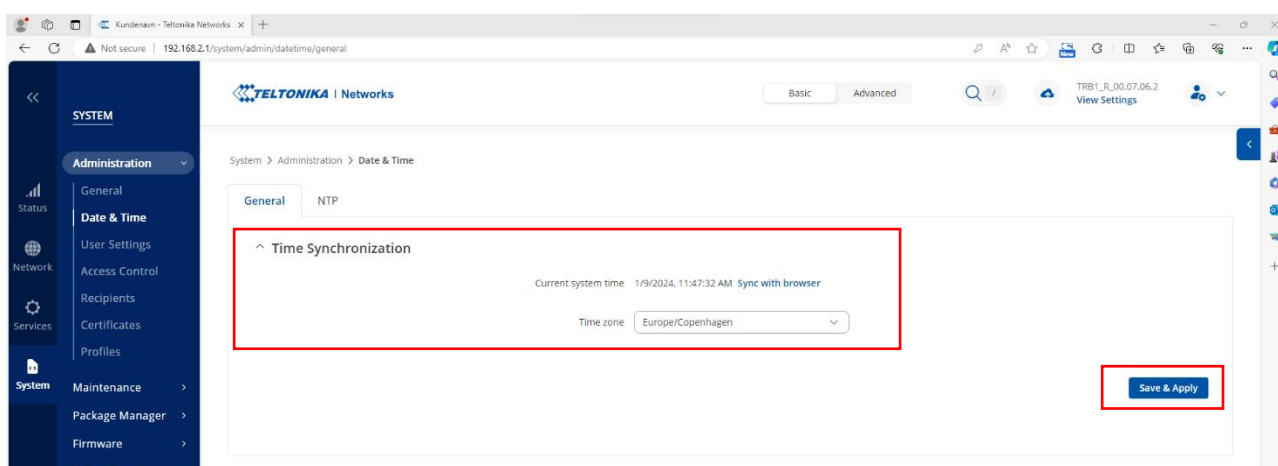 Kundenavn - Teltonika Networks
Not secure | 192.168.2.1/system/admin/datetime/general
TELTONIKA | Networks
Basic Advanced
TRB1_R_00.07.06.2
View Settings
SYSTEM
Administration
General
Date & Time
User Settings
Access Control
Recipients
Certificates
Profiles
Maintenance
Package Manager
Firmware
Status
Network
Services
System
System > Administration > Date & Time
General NTP
Time Synchronization
Current system time 1/9/2024, 11:47:32 AM Sync with browser
Time zone Europe/Copenhagen
Save & Apply